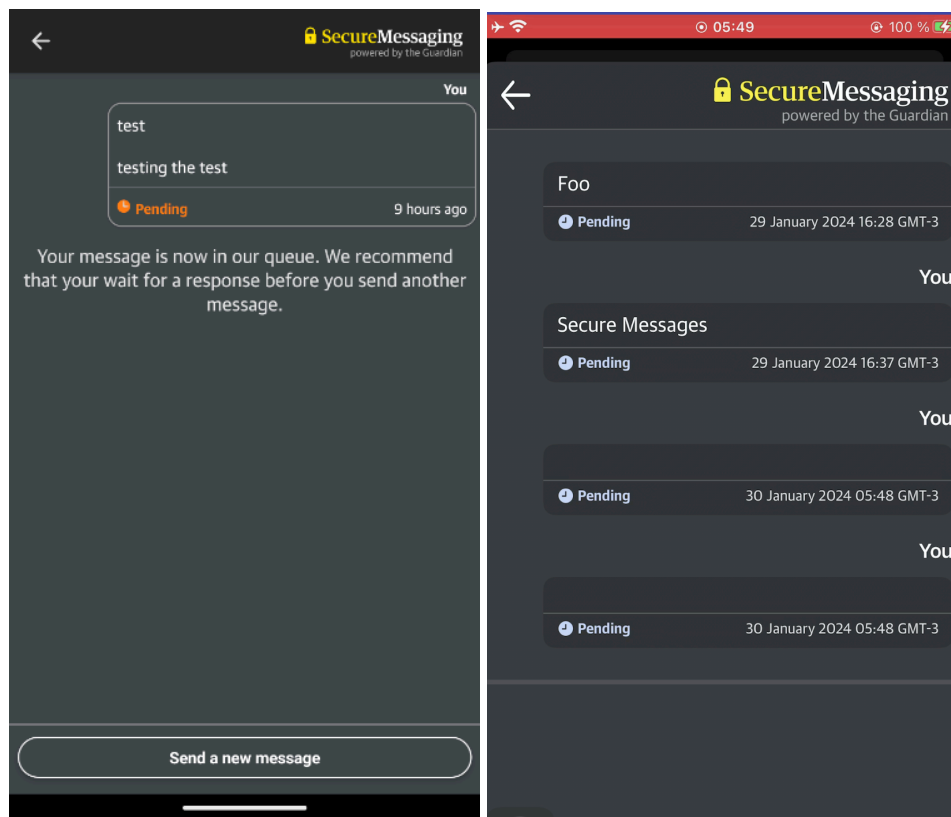 SecureMessaging
powered by the Guardian
You
test
testing the test
Pending 9 hours ago
Your message is now in our queue. We recommend
that your wait for a response before you send another
message.
Send a new message
05:49 100 %
SecureMessaging
powered by the Guardian
Foo
Pending 29 January 2024 16:28 GMT-3
You
Secure Messages
Pending 29 January 2024 16:37 GMT-3
You
Pending 30 January 2024 05:48 GMT-3
You
Pending 30 January 2024 05:48 GMT-3